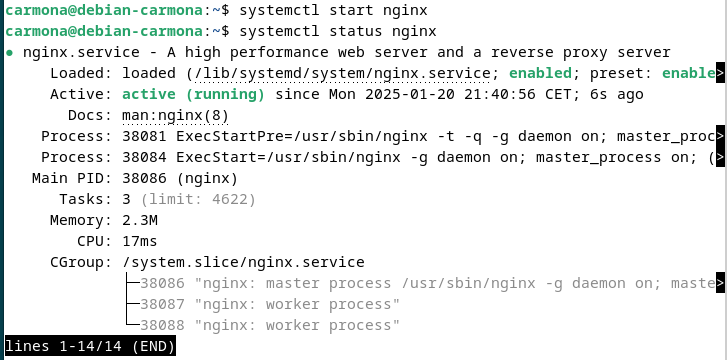 carmona@debian-carmona:~$ systemctl start nginx
carmona@debian-carmona:~$ systemctl status nginx
● nginx.service - A high performance web server and a reverse proxy server
     Loaded: loaded (/lib/systemd/system/nginx.service; enabled; preset: enable>
     Active: active (running) since Mon 2025-01-20 21:40:56 CET; 6s ago
       Docs: man:nginx(8)
    Process: 38081 ExecStartPre=/usr/sbin/nginx -t -q -g daemon on; master_proc>
    Process: 38084 ExecStart=/usr/sbin/nginx -g daemon on; master_process on; (>
   Main PID: 38086 (nginx)
      Tasks: 3 (limit: 4622)
     Memory: 2.3M
        CPU: 17ms
     CGroup: /system.slice/nginx.service
             ├─38086 "nginx: master process /usr/sbin/nginx -g daemon on; maste>
             ├─38087 "nginx: worker process"
             └─38088 "nginx: worker process"
lines 1-14/14 (END)